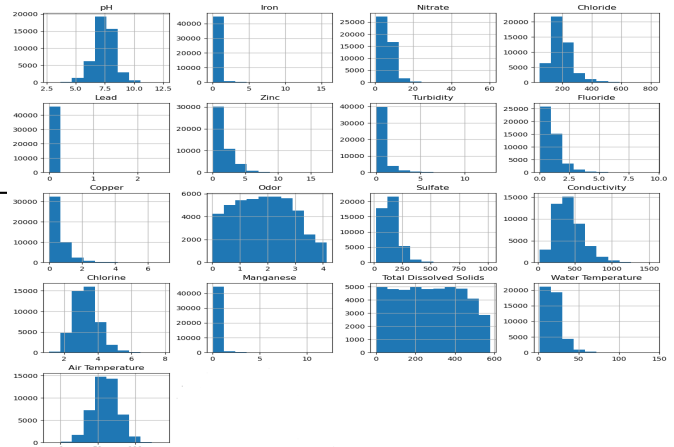 pH Iron Nitrate Chloride
20000 15000 10000 5000 0
2.5 5.0 7.5 10.0 12.5
40000 30000 20000 10000 0
0 5 10 15
25000 20000 15000 10000 5000 0
0 20 40 60
20000 15000 10000 5000 0
200 400 600 800
Lead Zinc Turbidity Fluoride
40000 30000 20000 10000 0
0 1 2
30000 20000 10000 0
0 5 10 15
40000 30000 20000 10000 0
0 5 10
25000 20000 15000 10000 5000 0
0.0 2.5 5.0 7.5 10.0
Copper Odor Sulfate Conductivity
30000 20000 10000 0
0 2 4 6
6000 4000 2000 0
0 1 2 3 4
20000 15000 10000 5000 0
0 250 500 750 1000
15000 10000 5000 0
0 500 1000 1500
Chlorine Manganese Total Dissolved Solids Water Temperature
15000 10000 5000 0
2 4 6 8
40000 30000 20000 10000 0
0 5 10
5000 4000 3000 2000 1000 0
0 200 400 600
20000 15000 10000 5000 0
0 50 100 150
Air Temperature
15000 10000 5000 0